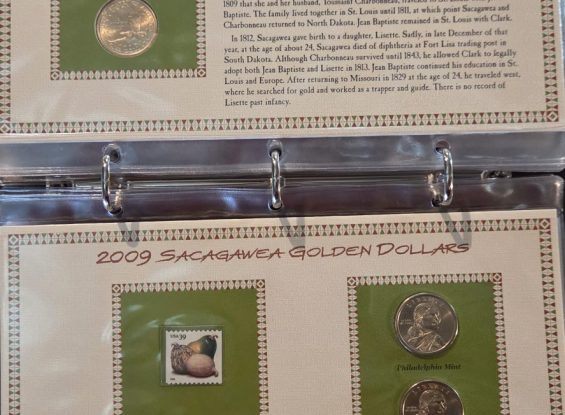 1809 that she and her husband, Toussaint Charbonneau,
Baptiste. The family lived together in St. Louis until 1811, at which point Sacagawea and
Charbonneau returned to North Dakota. Jean Baptiste remained in St. Louis with Clark.
In 1812, Sacagawea gave birth to a daughter, Lisette. Sadly, in late December of that
year, at the age of about 24, Sacagawea died of diphtheria at Fort Lisa trading post in
South Dakota. Although Charbonneau survived until 1843, he allowed Clark to legally
adopt both Jean Baptiste and Lisette in 1813. Jean Baptiste continued his education in St.
Louis and Europe. After returning to Missouri in 1829 at the age of 24, he traveled west,
where he searched for gold and worked as a trapper and guide. There is no record of
Lisette past infancy.
2009 SACAGAWEA GOLDEN DOLLARS
USA 39
Philadelphia Mint